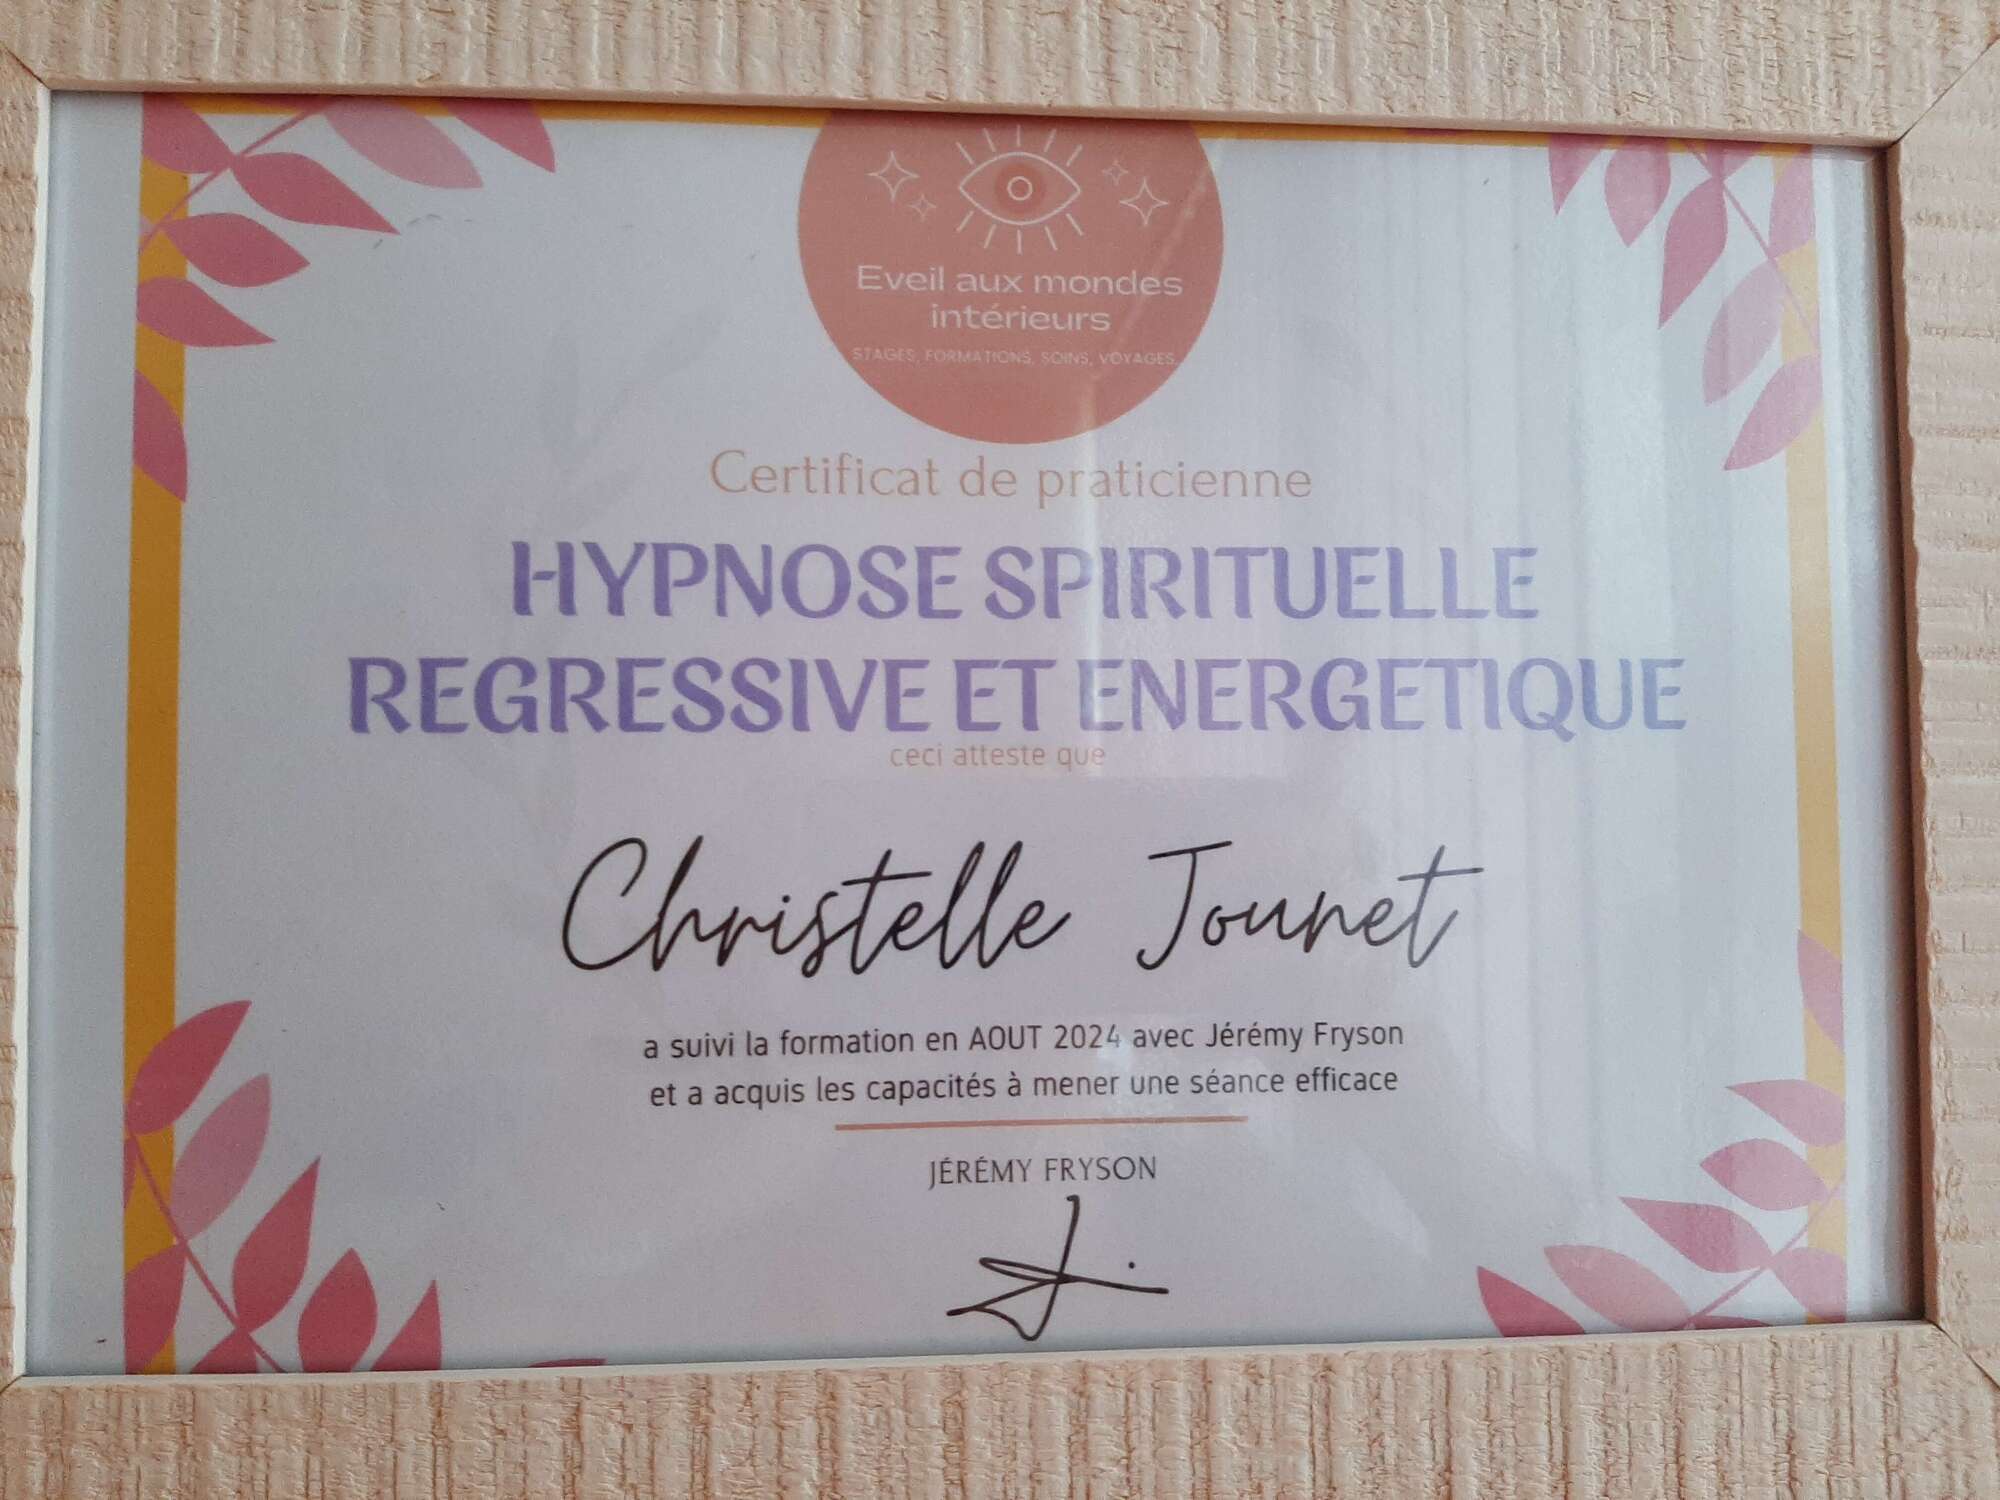 Eveil aux mondes
intérieurs
STAGES, FORMATIONS, SOINS, VOYAGES.
Certificat de praticienne
HYPNOSE SPIRITUELLE
REGRESSIVE ET ENERGETIQUE
ceci atteste que
Christelle Jounet
a suivi la formation en AOUT 2024 avec Jérémy Fryson
et a acquis les capacités à mener une séance efficace
JÉRÉMY FRYSON